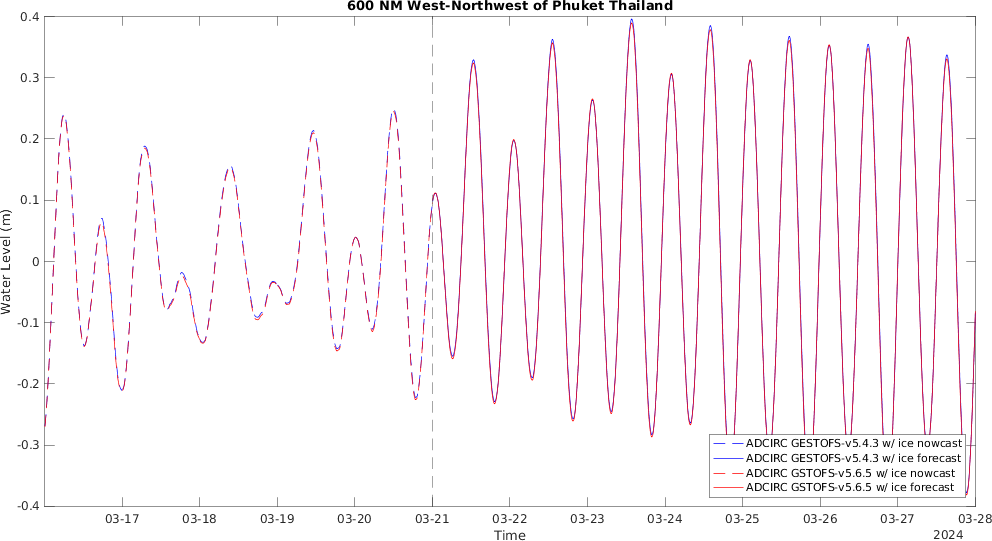 600 NM West-Northwest of Phuket Thailand
Water Level (m)
0.4
0.3
0.2
0.1
0
-0.1
-0.2
-0.3
-0.4
ADCIRC GESTOFS-v5.4.3 w/ ice nowcast
ADCIRC GESTOFS-v5.4.3 w/ ice forecast
ADCIRC GSTOFS-v5.6.5 w/ ice nowcast
ADCIRC GSTOFS-v5.6.5 w/ ice forecast
03-17 03-18 03-19 03-20 03-21 03-22 03-23 03-24 03-25 03-26 03-27 03-28
Time
2024